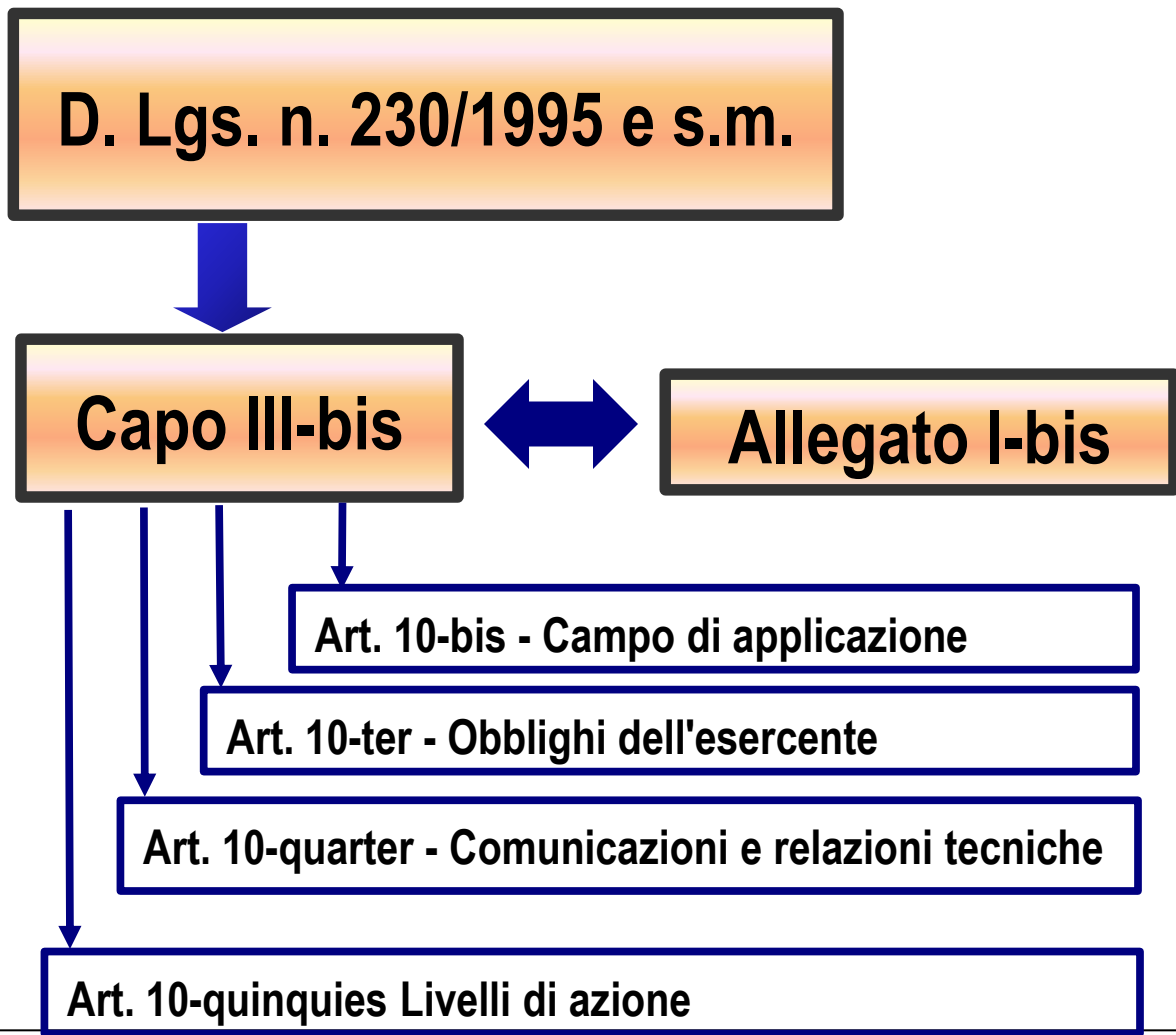 D. Lgs. n. 230/1995 e s.m.
Capo III-bis
Allegato I-bis
Art. 10-bis - Campo di applicazione
Art. 10-ter - Obblighi dell'esercente
Art. 10-quarter - Comunicazioni e relazioni tecniche
Art. 10-quinquies Livelli di azione